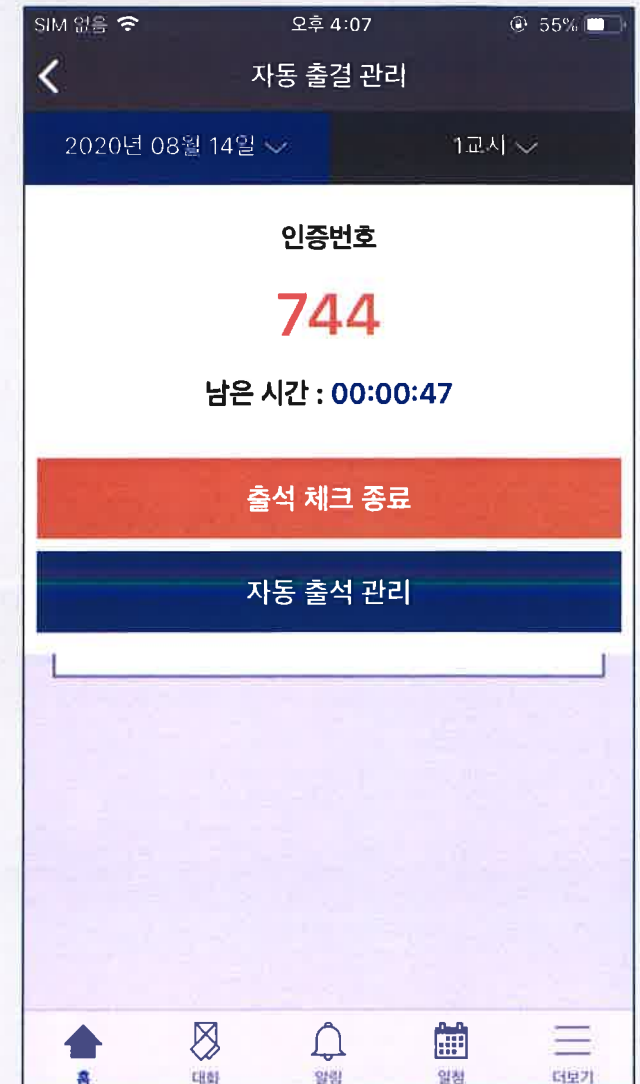 SIM 없음 오후 4:07 55%
자동 출결 관리
2020년 08월 14일 1교시
인증번호
744
남은 시간 : 00:00:47
출석 체크 종료
자동 출석 관리
홈 대화 알림 일정 더보기